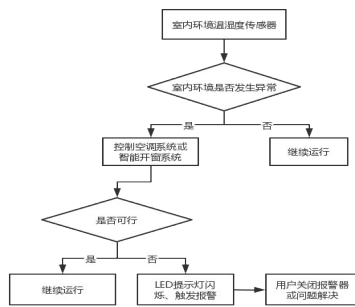 室内环境温湿度传感器
室内环境是否发生异常
是
否
控制空调系统或
智能开窗系统
继续运行
是否可行
是
否
继续运行
LED提示灯闪
烁、触发报警
用户关闭报警器
或问题解决